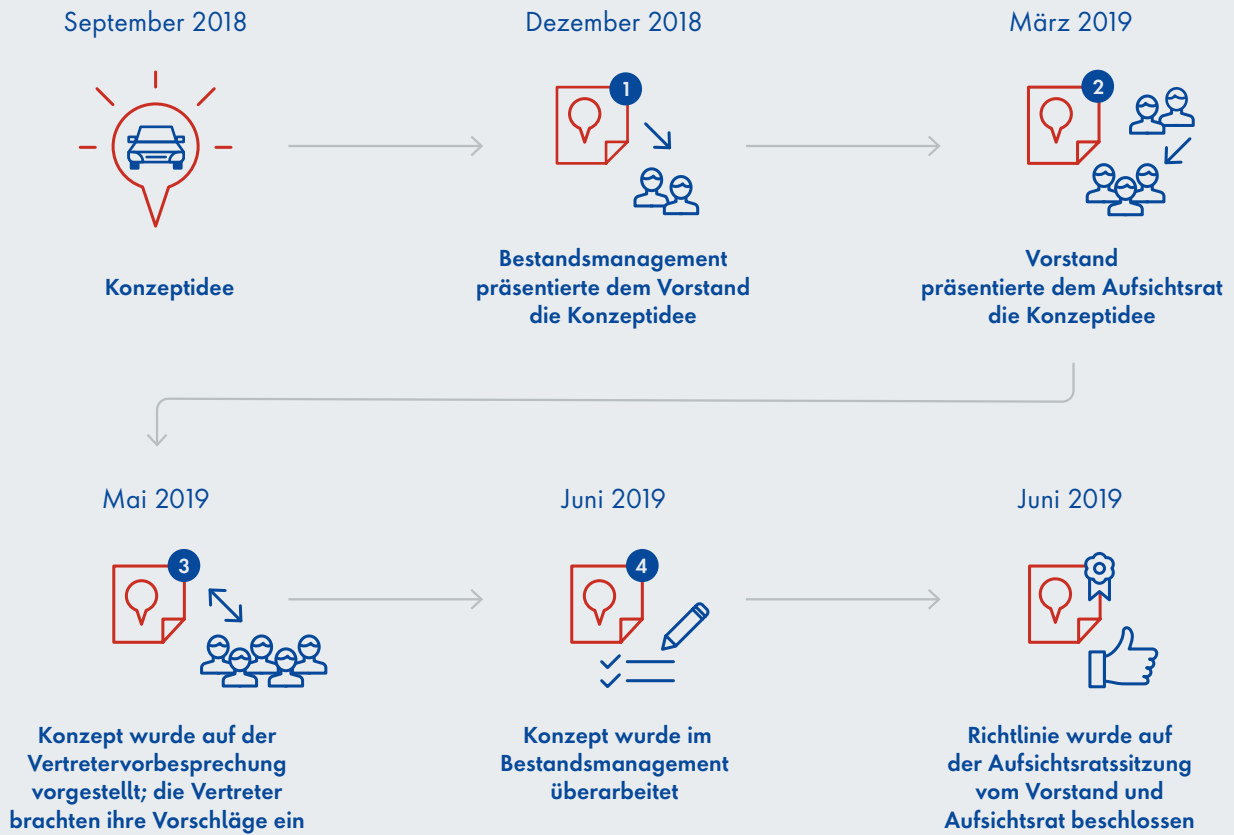 September 2018
Konzeptidee
Dezember 2018
1
Bestandsmanagement
präsentierte dem Vorstand
die Konzeptidee
März 2019
2
Vorstand
präsentierte dem Aufsichtsrat
die Konzeptidee
Mai 2019
3
Konzept wurde auf der
Vertretervorbesprechung
vorgestellt; die Vertreter
brachten ihre Vorschläge ein
Juni 2019
4
Konzept wurde im
Bestandsmanagement
überarbeitet
Juni 2019
Richtlinie wurde auf
der Aufsichtsratssitzung
vom Vorstand und
Aufsichtsrat beschlossen